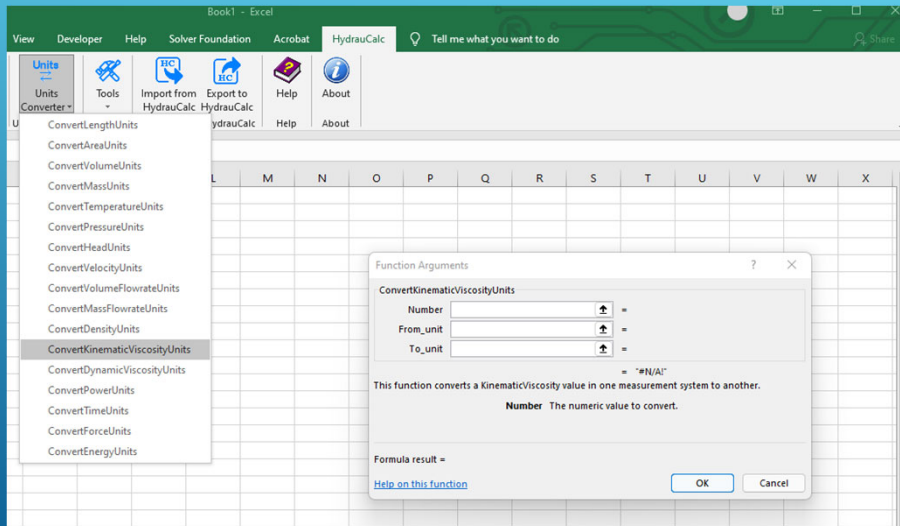 Book1 - Excel
View Developer Help Solver Foundation Acrobat HydrauCalc Tell me what you want to do Share
Units
HC
HC
Units Tools Import from Export to Help About
Converter HydrauCalc HydrauCalc
U ydrauCalc Help About
ConvertLengthUnits
ConvertAreaUnits
ConvertVolumeUnits
ConvertMassUnits
ConvertTemperatureUnits
ConvertPressureUnits
ConvertHeadUnits
ConvertVelocityUnits
ConvertVolumeFlowrateUnits
ConvertMassFlowrateUnits
ConvertDensityUnits
ConvertKinematicViscosityUnits
ConvertDynamicViscosityUnits
ConvertPowerUnits
ConvertTimeUnits
ConvertForceUnits
ConvertEnergyUnits
L M N O P Q R S T U V W X
Function Arguments ? ×
ConvertKinematicViscosityUnits
Number =
From_unit =
To_unit =
= "#N/A!"
This function converts a KinematicViscosity value in one measurement system to another.
Number The numeric value to convert.
Formula result =
Help on this function
OK Cancel